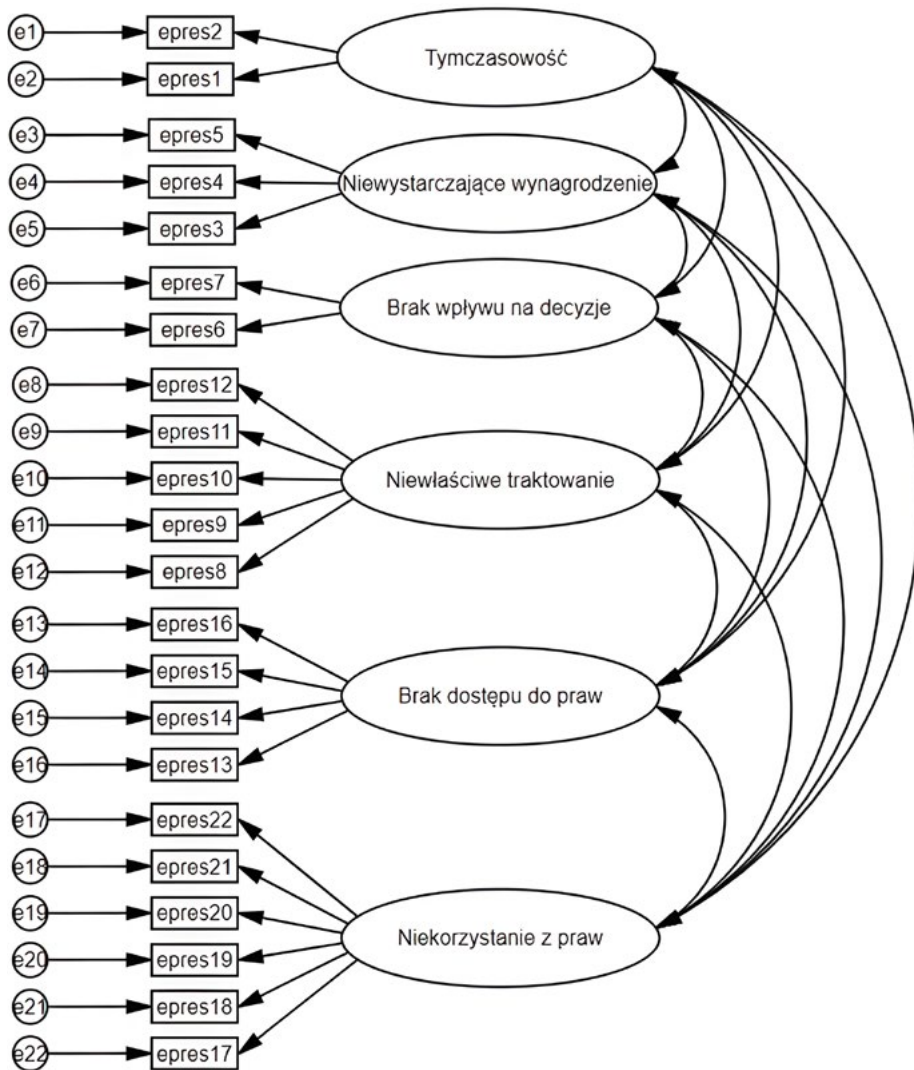 e1 epres2 Tymczasowość
e2 epres1
e3 epres5
e4 epres4 Niewystarczające wynagrodzenie
e5 epres3
e6 epres7 Brak wpływu na decyzje
e7 epres6
e8 epres12
e9 epres11
e10 epres10 Niewłaściwe traktowanie
e11 epres9
e12 epres8
e13 epres16
e14 epres15 Brak dostępu do praw
e15 epres14
e16 epres13
e17 epres22
e18 epres21
e19 epres20 Niekorzystanie z praw
e20 epres19
e21 epres18
e22 epres17